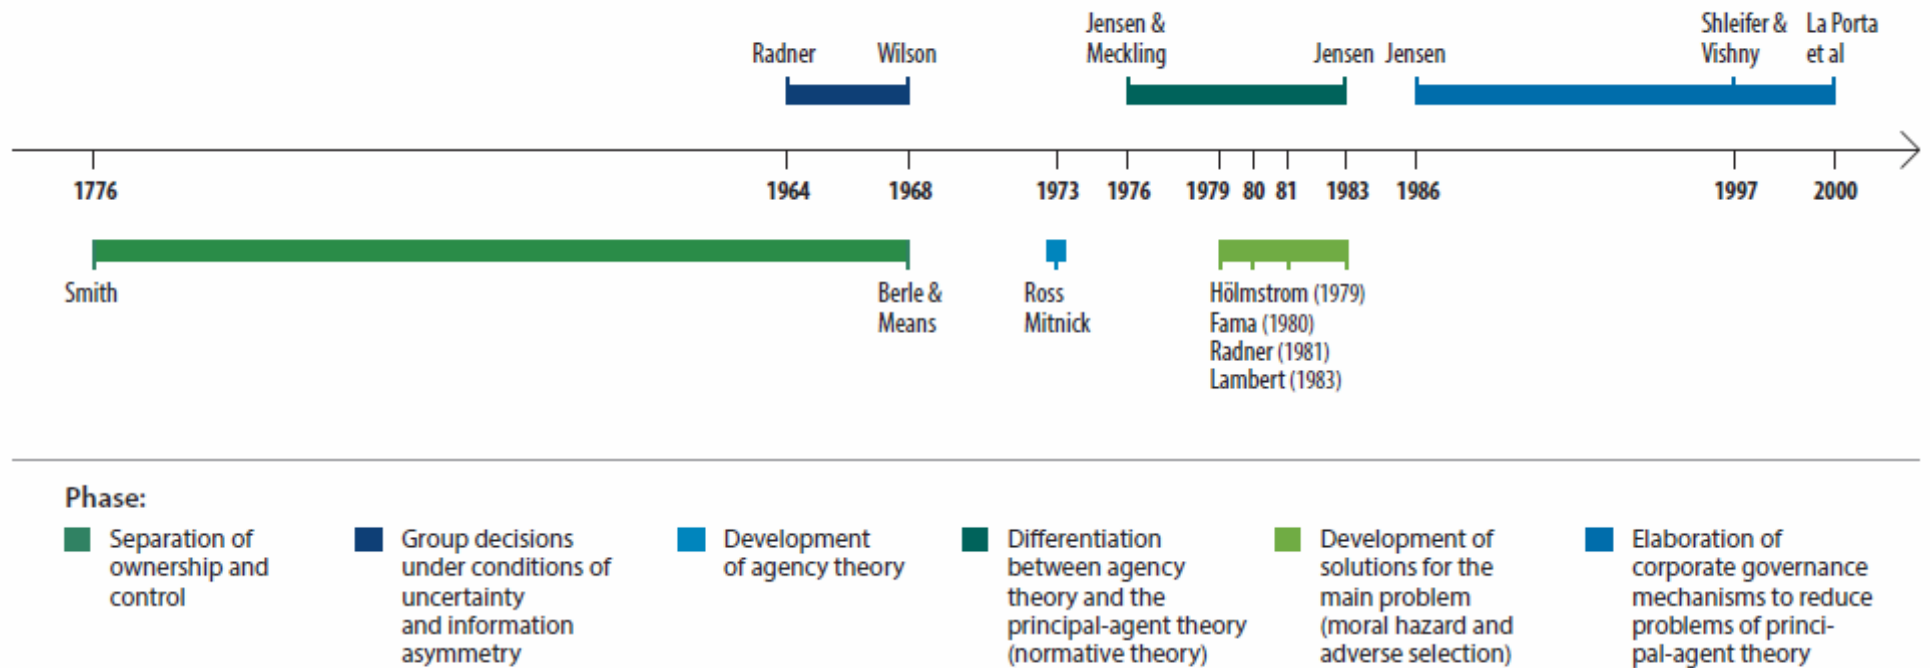 Jensen &
Meckling
Shleifer &
Vishny
La Porta
et al
Radner
Wilson
Jensen
Jensen
1776
1964
1968
1973
1976
1979
80
81
1983
1986
1997
2000
Smith
Berle &
Means
Ross
Mitnick
Hölmstrom (1979)
Fama (1980)
Radner (1981)
Lambert (1983)
Phase:
Separation of
ownership and
control
Group decisions
under conditions of
uncertainty
and information
asymmetry
Development
of agency theory
Differentiation
between agency
theory and the
principal-agent theory
(normative theory)
Development of
solutions for the
main problem
(moral hazard and
adverse selection)
Elaboration of
corporate governance
mechanisms to reduce
problems of princi-
pal-agent theory